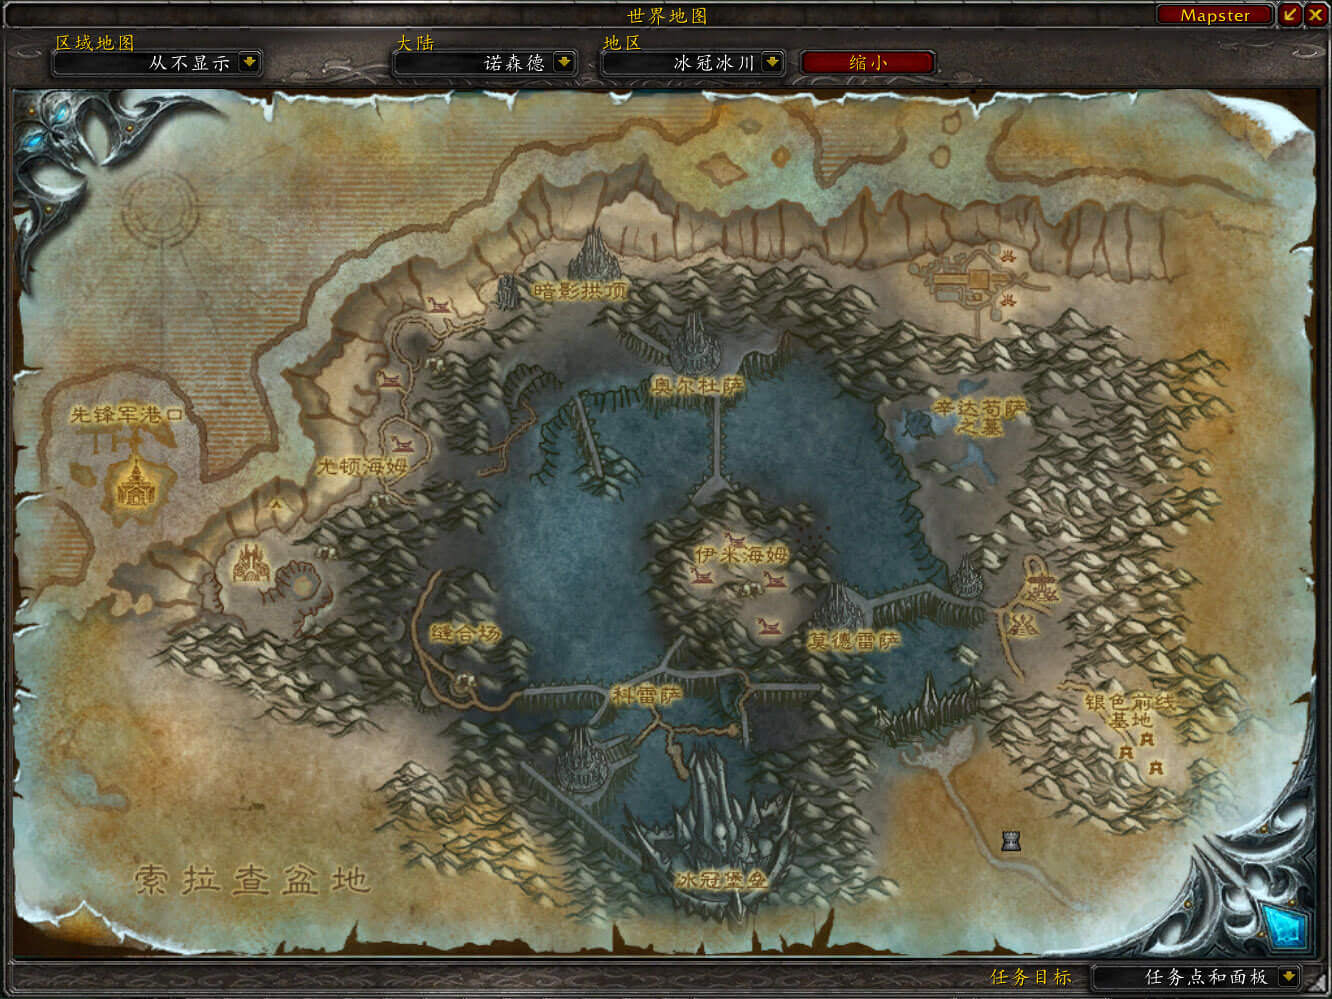 世界地图
Mapster
区域地图
大陆
地区
从不显示
诺森德
冰冠冰川
缩小
暗影拱顶
奥尔杜萨
先锋军港口
辛达苟萨
之墓
尤顿海姆
伊米海姆
缝合场
莫德雷萨
科雷萨
银色前线
基地
冰冠堡垒
索拉查盆地
任务目标
任务点和面板